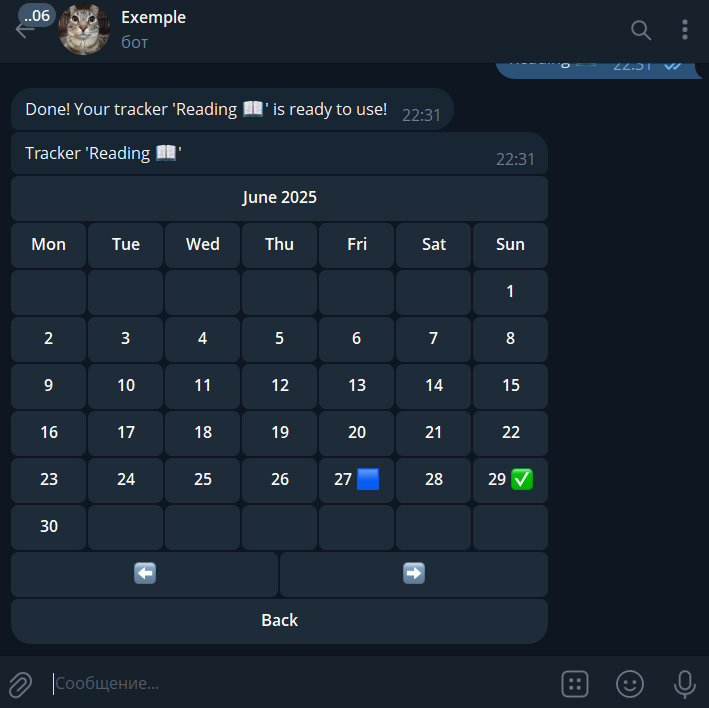 ..06
Exemple
бот
Reading 22:31
Done! Your tracker 'Reading 📖' is ready to use! 22:31
Tracker 'Reading 📖' 22:31
June 2025
Mon Tue Wed Thu Fri Sat Sun
1
2 3 4 5 6 7 8
9 10 11 12 13 14 15
16 17 18 19 20 21 22
23 24 25 26 27 🟦 28 29 ✅
30
⬅️ ➡️
Back
Сообщение...